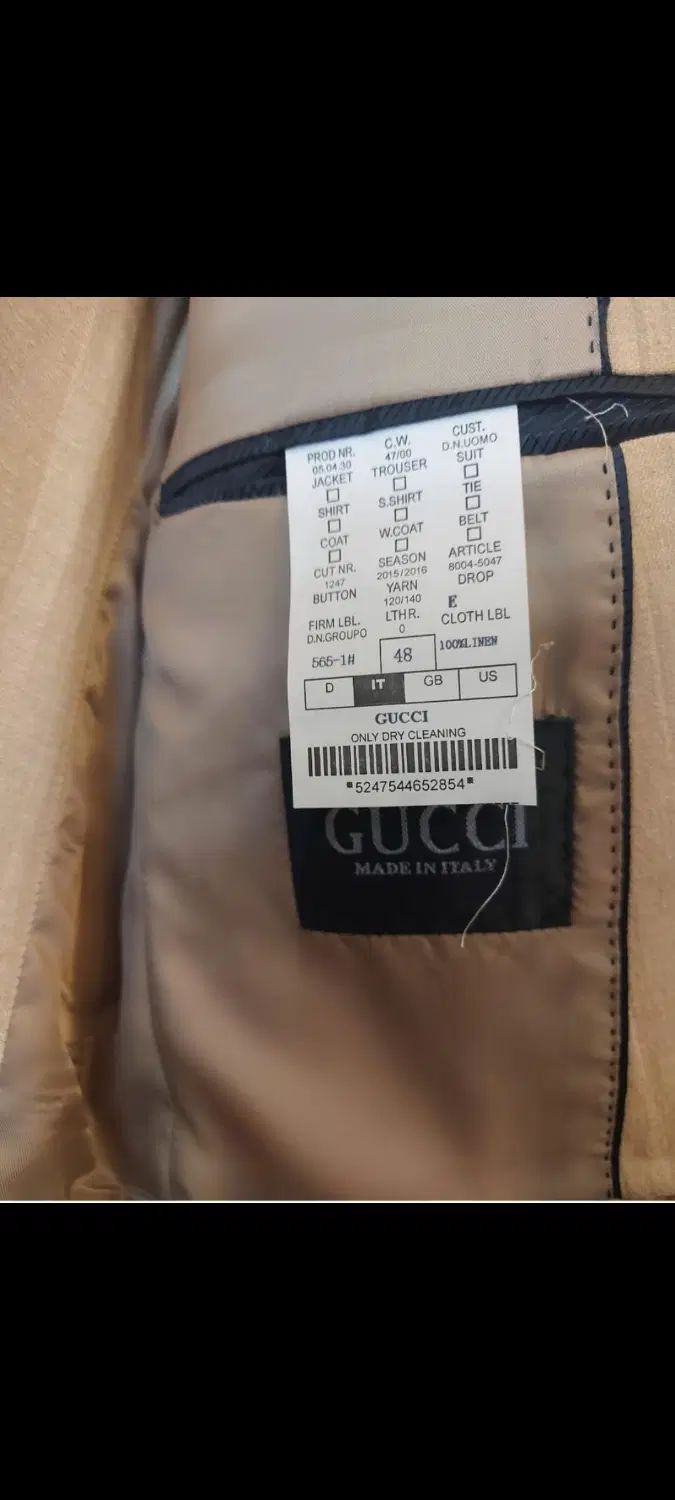 PROD NR. C.W. CUST.
05.04.30 47/00 D.N.UOMO
JACKET TROUSER SUIT
SHIRT S.SHIRT TIE
COAT W.COAT BELT
CUT NR. SEASON ARTICLE
1247 2015/2016 8004-5047
BUTTON YARN DROP
120/140 E
FIRM LBL. LTH R. CLOTH LBL
D.N.GROUPO 0
565-1# 48 100%LINEN
D IT GB US
GUCCI
ONLY DRY CLEANING
*5247544652854*
GUCCI
MADE IN ITALY